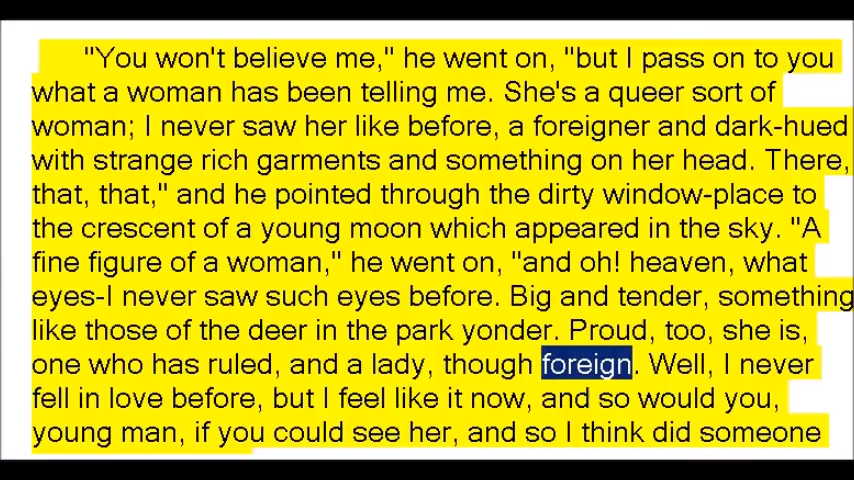 "You won't believe me," he went on, "but I pass on to you
what a woman has been telling me. She's a queer sort of
woman; I never saw her like before, a foreigner and dark-hued
with strange rich garments and something on her head. There,
that, that," and he pointed through the dirty window-place to
the crescent of a young moon which appeared in the sky. "A
fine figure of a woman," he went on, "and oh! heaven, what
eyes-I never saw such eyes before. Big and tender, something
like those of the deer in the park yonder. Proud, too, she is,
one who has ruled, and a lady, though foreign. Well, I never
fell in love before, but I feel like it now, and so would you,
young man, if you could see her, and so I think did someone